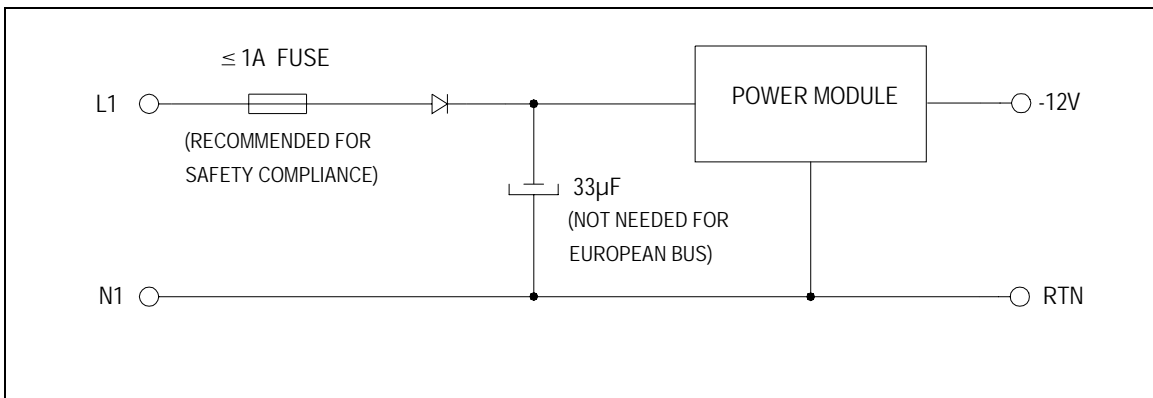 ≤ 1A FUSE
L1
(RECOMMENDED FOR
SAFETY COMPLIANCE)
POWER MODULE
-12V
33µF
(NOT NEEDED FOR
EUROPEAN BUS)
N1
RTN